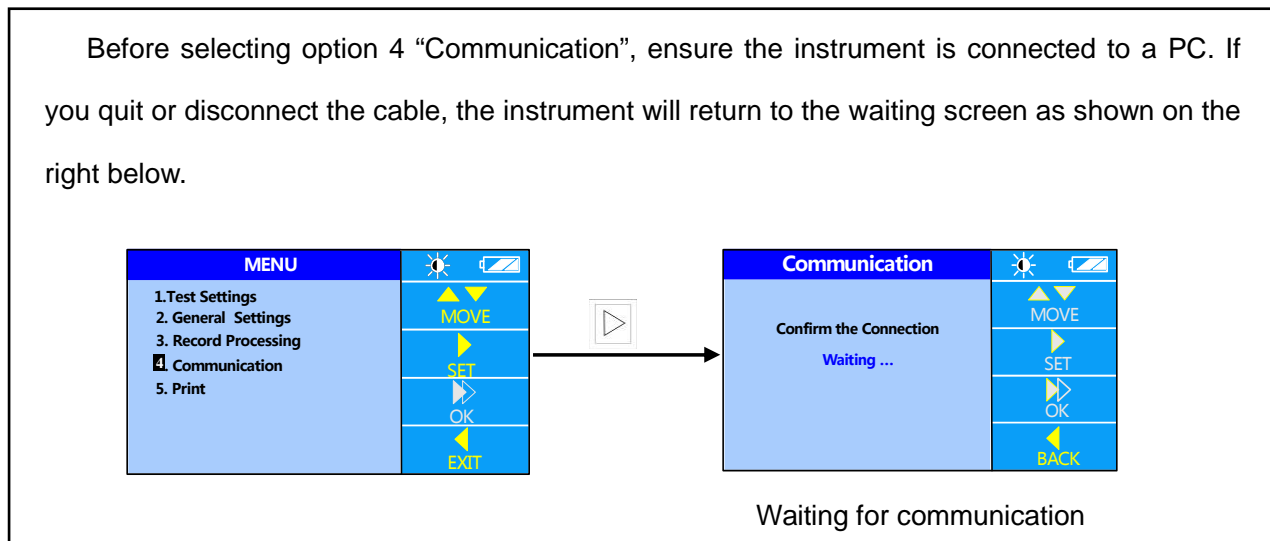 Before selecting option 4 “Communication”, ensure the instrument is connected to a PC. If
you quit or disconnect the cable, the instrument will return to the waiting screen as shown on the
right below.
MENU
1.Test Settings
2. General Settings
3. Record Processing
4. Communication
5. Print
MOVE
SET
OK
EXIT
Communication
Confirm the Connection
Waiting ...
MOVE
SET
OK
BACK
Waiting for communication